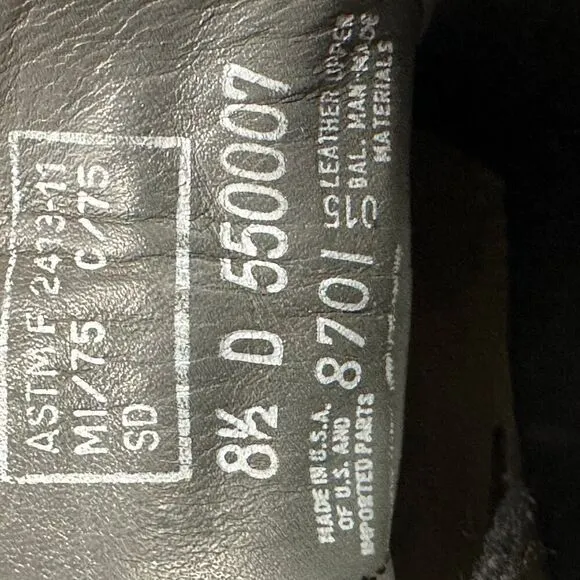 ASTM F 2413-11
MI/75 C/75
SD
8½ D 550007
MADE IN U.S.A.
OF U.S. AND
IMPORTED PARTS
8701
LEATHER UPPER
BAL. MAN-MADE
MATERIALS